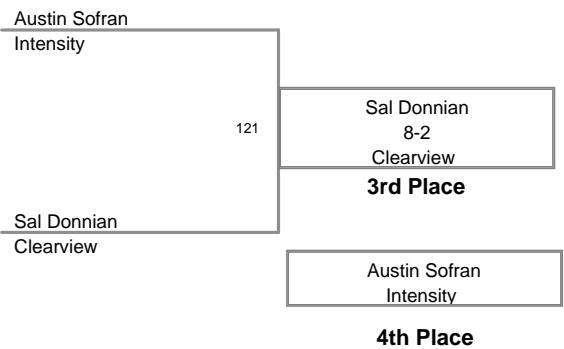 Austin Sofran
Intensity
121
Sal Donnian
8-2
Clearview
3rd Place
Sal Donnian
Clearview
Austin Sofran
Intensity
4th Place